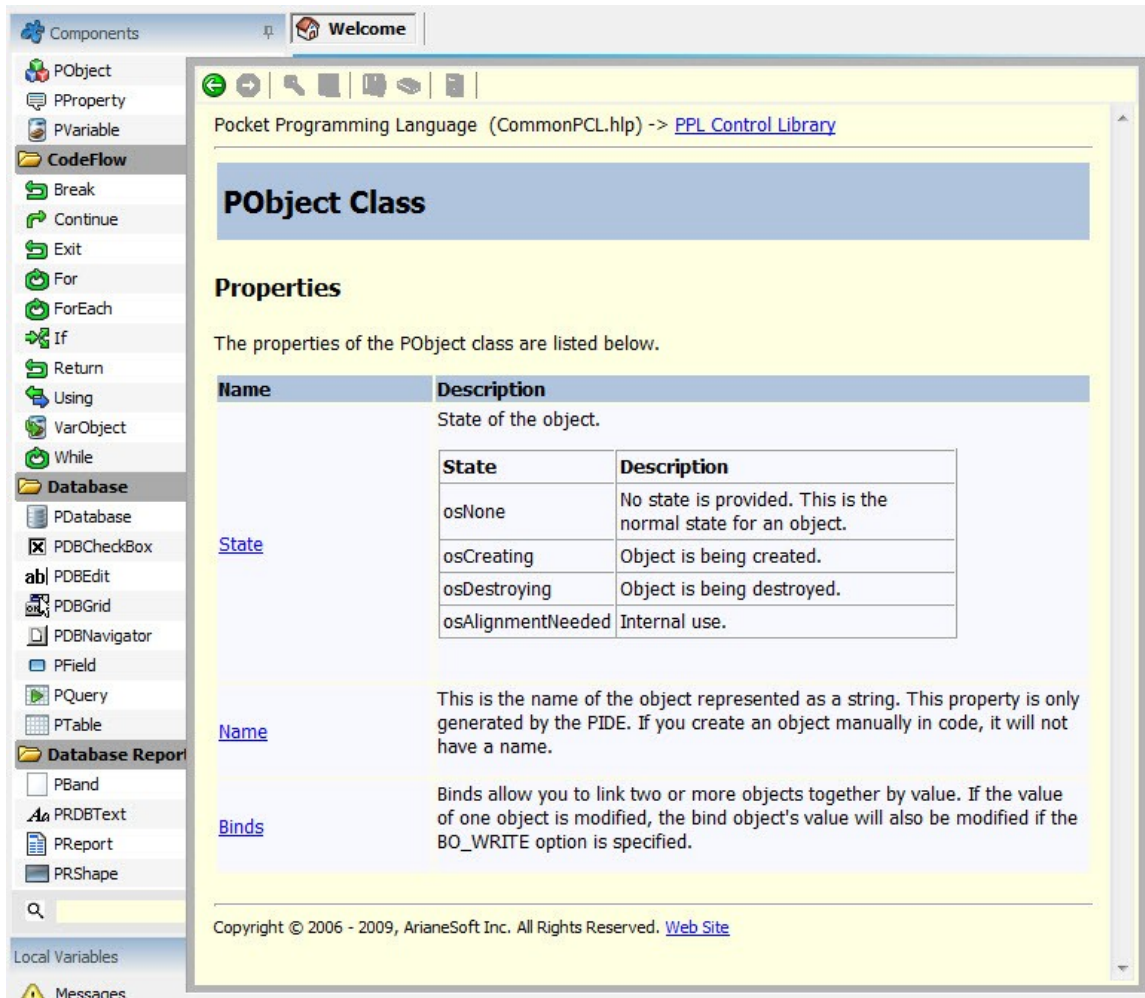 Components
Welcome
PObject
PProperty
PVariable
CodeFlow
Break
Continue
Exit
For
ForEach
If
Return
Using
VarObject
While
Database
PDatabase
PDBCheckBox
PDBEdit
PDBGrid
PDBNavigator
PField
PQuery
PTable
Database Report
PBand
PRDBText
PReport
PRShape
Local Variables
Messages
Pocket Programming Language (CommonPCL.hlp) -> PPL Control Library
PObject Class
Properties
The properties of the PObject class are listed below.
Name Description
State of the object.
State Description
osNone No state is provided. This is the
normal state for an object.
State
osCreating Object is being created.
osDestroying Object is being destroyed.
osAlignmentNeeded Internal use.
Name
This is the name of the object represented as a string. This property is only
generated by the PIDE. If you create an object manually in code, it will not
have a name.
Binds
Binds allow you to link two or more objects together by value. If the value
of one object is modified, the bind object's value will also be modified if the
BO_WRITE option is specified.
Copyright © 2006 - 2009, ArianeSoft Inc. All Rights Reserved. Web Site